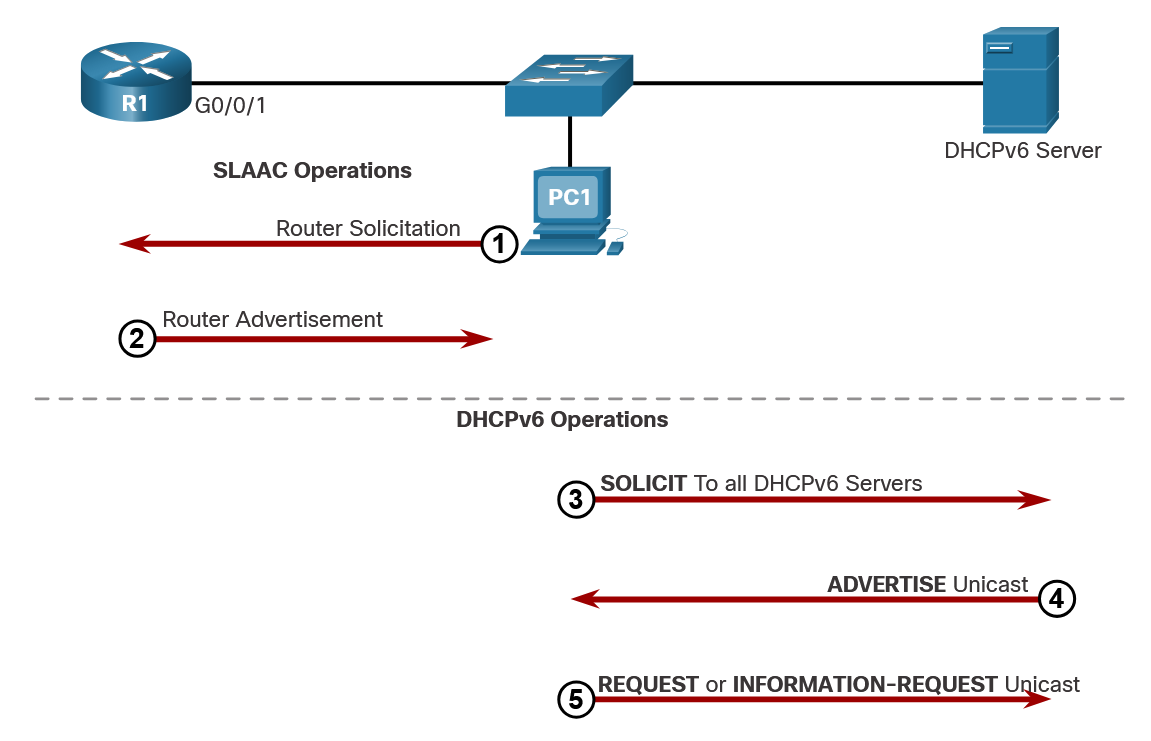 R1
G0/0/1
DHCPv6 Server
SLAAC Operations
PC1
Router Solicitation
1
Router Advertisement
2
DHCPv6 Operations
SOLICIT To all DHCPv6 Servers
3
ADVERTISE Unicast
4
REQUEST or INFORMATION-REQUEST Unicast
5